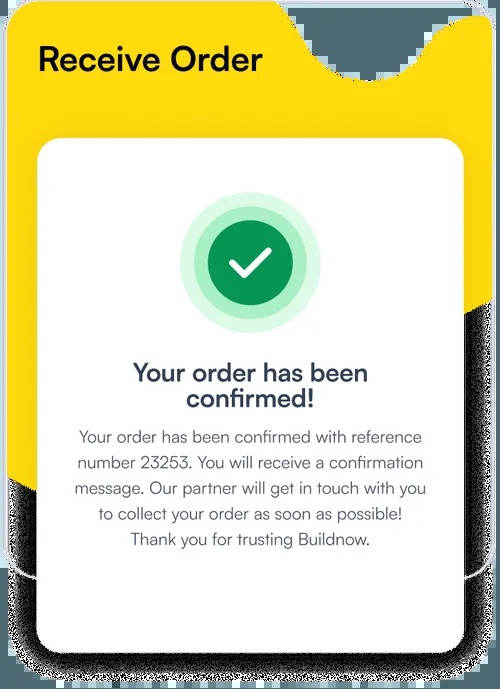 Receive Order
Your order has been
confirmed!
Your order has been confirmed with reference
number 23253. You will receive a confirmation
message. Our partner will get in touch with you
to collect your order as soon as possible!
Thank you for trusting Buildnow.